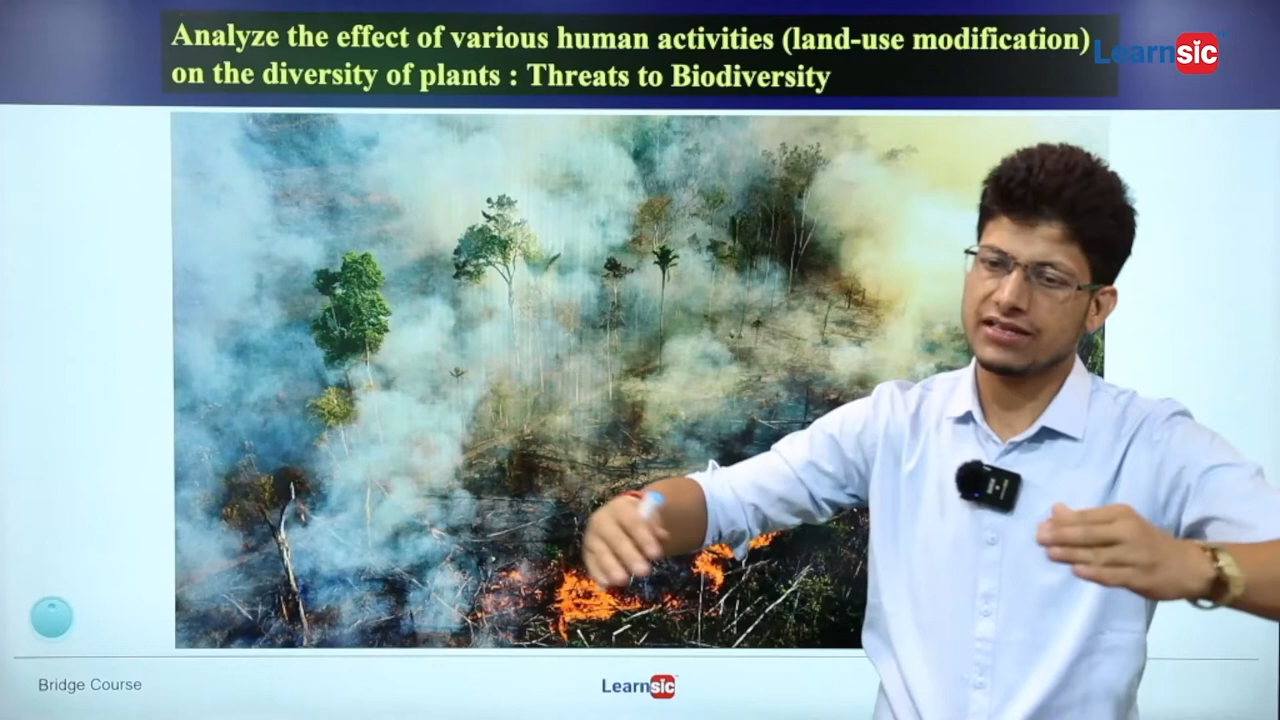 Analyze the effect of various human activities (land-use modification)
on the diversity of plants : Threats to Biodiversity
Learnsic
Bridge Course
Learnsic